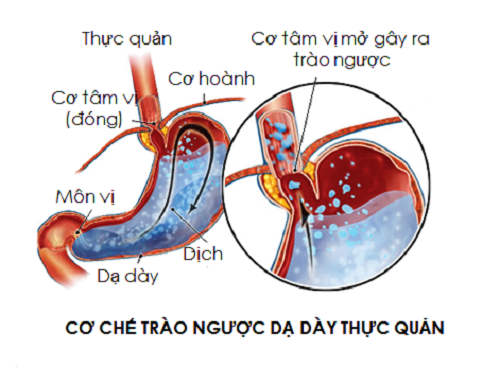 Thực quản
Cơ tâm vị mở gây ra
trào ngược
Cơ hoành
Cơ tâm vị
(đóng)
Môn vị
Dịch
Dạ dày
CƠ CHẾ TRÀO NGƯỢC DẠ DÀY THỰC QUẢN